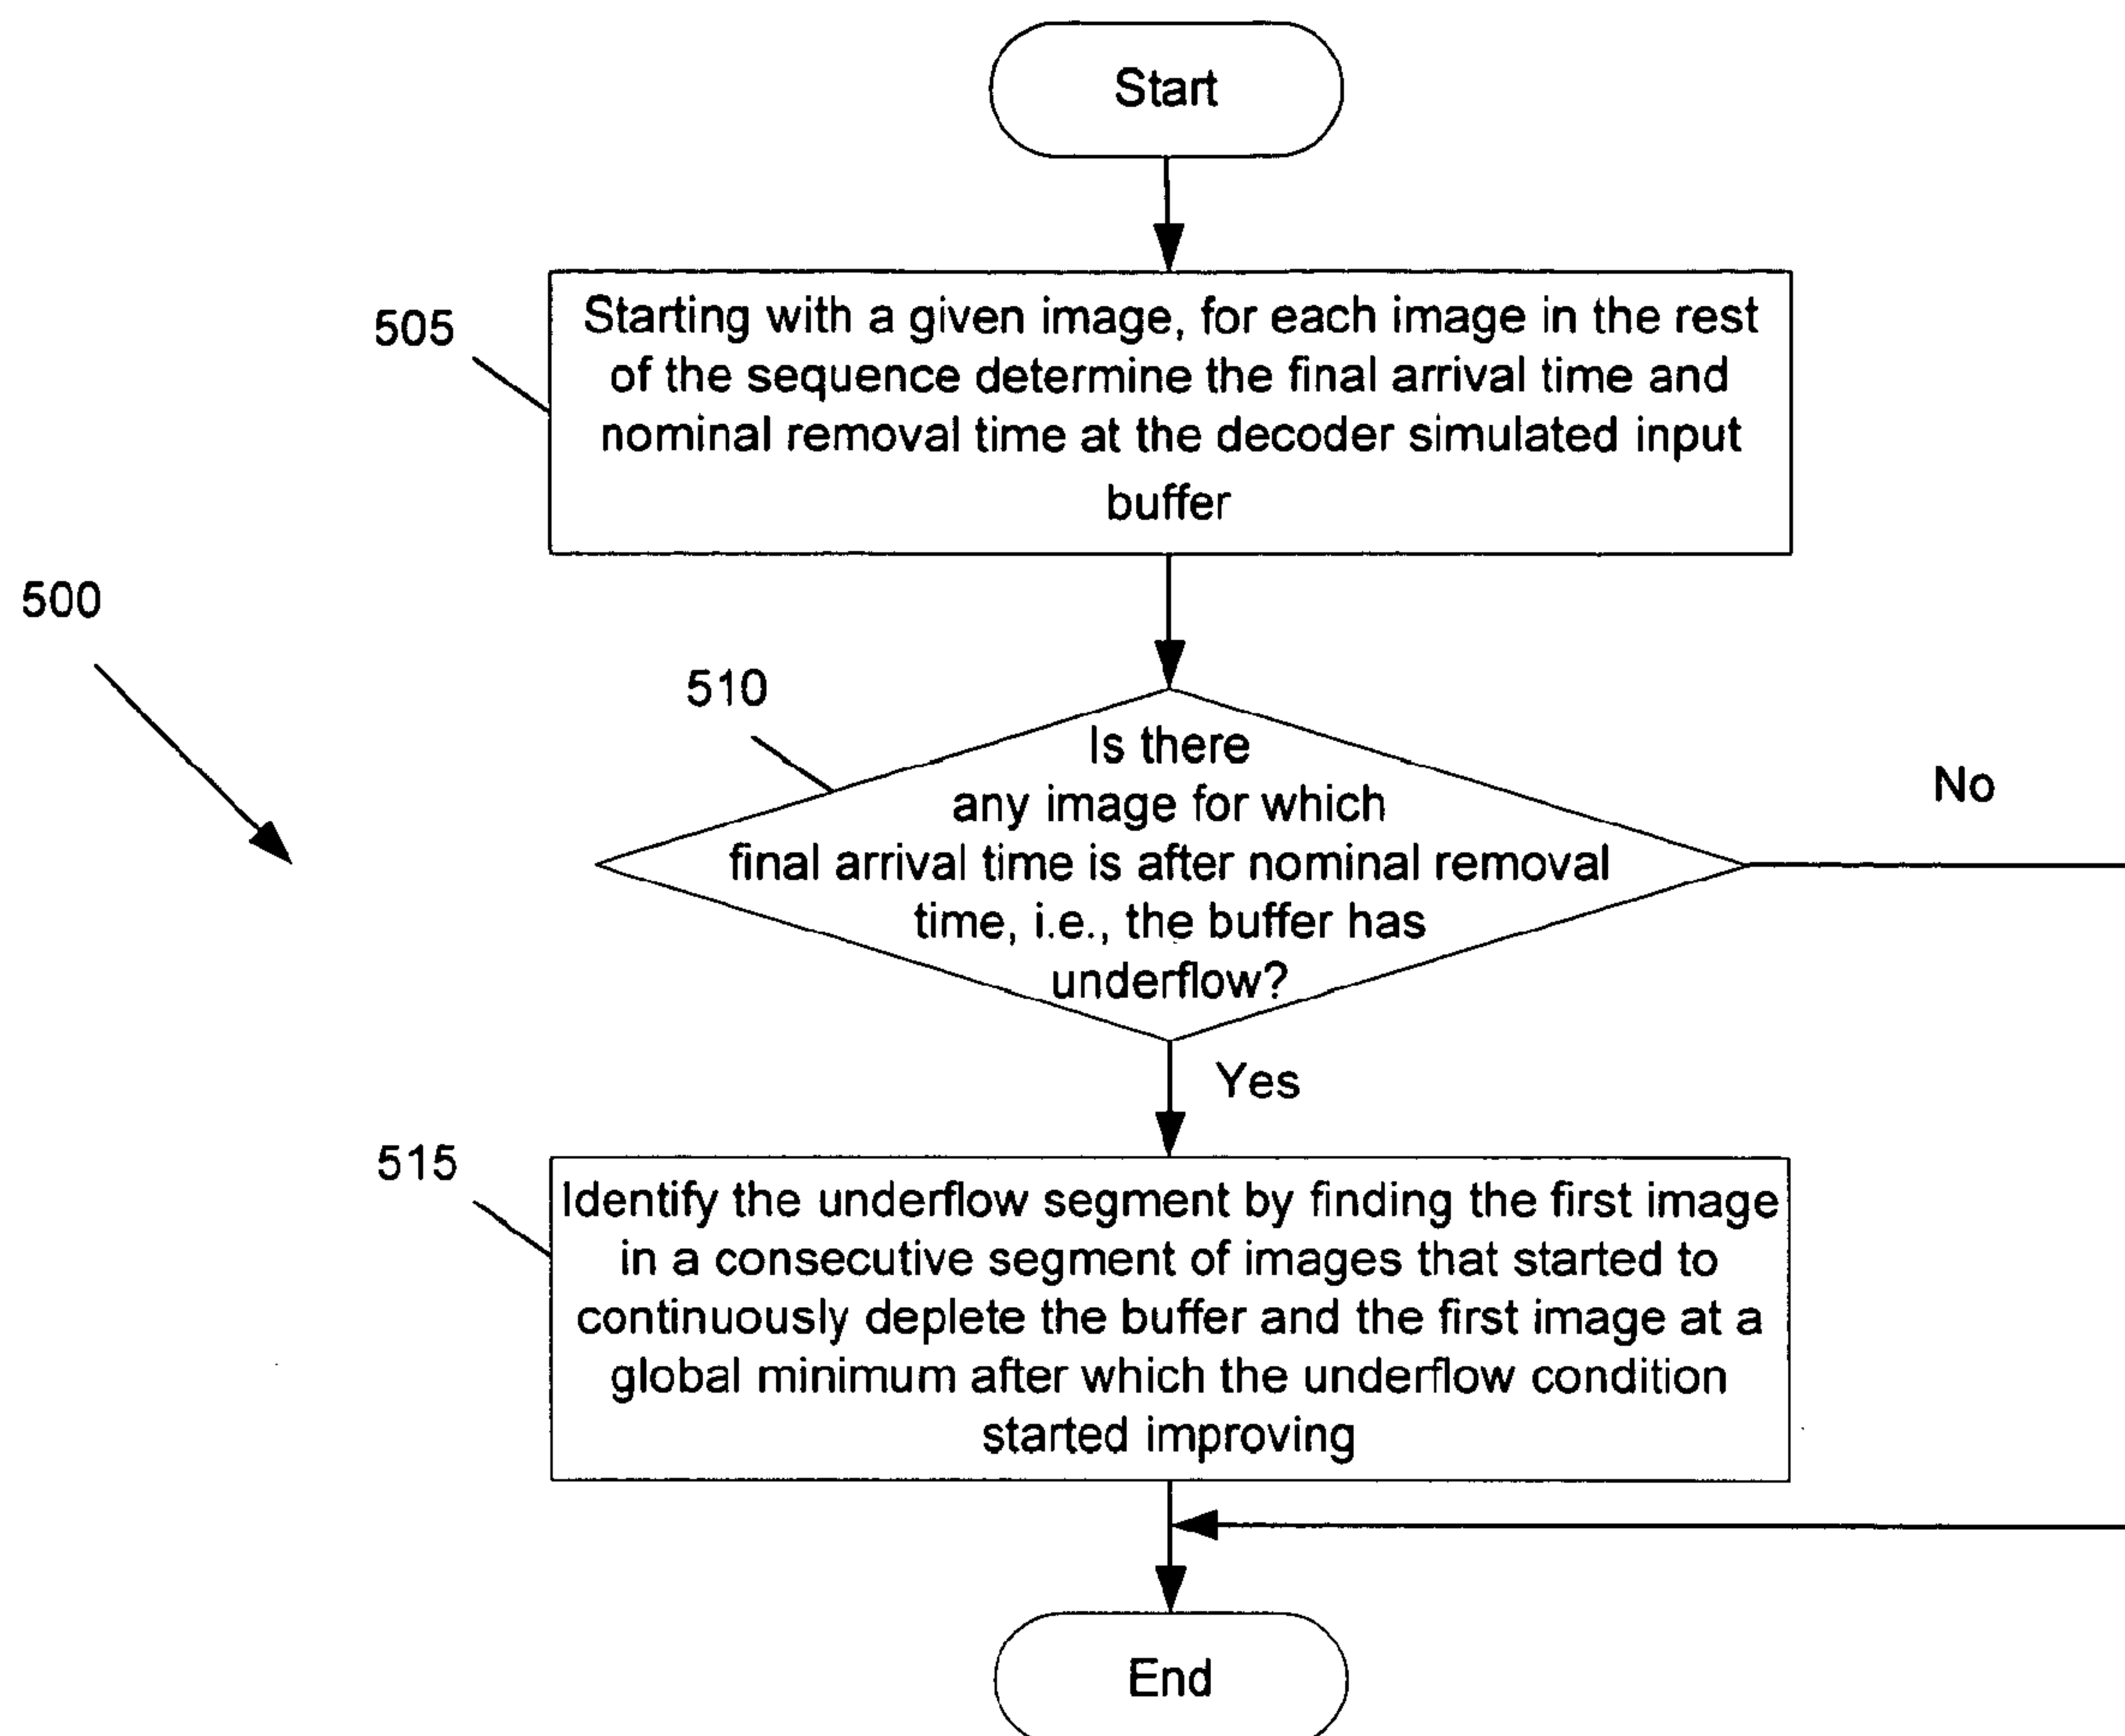 Start
505
Starting with a given image, for each image in the rest
of the sequence determine the final arrival time and
nominal removal time at the decoder simulated input
buffer
500
510
Is there
any image for which
final arrival time is after nominal removal
time, i.e., the buffer has
underflow?
No
Yes
515
Identify the underflow segment by finding the first image
in a consecutive segment of images that started to
continuously deplete the buffer and the first image at a
global minimum after which the underflow condition
started improving
End